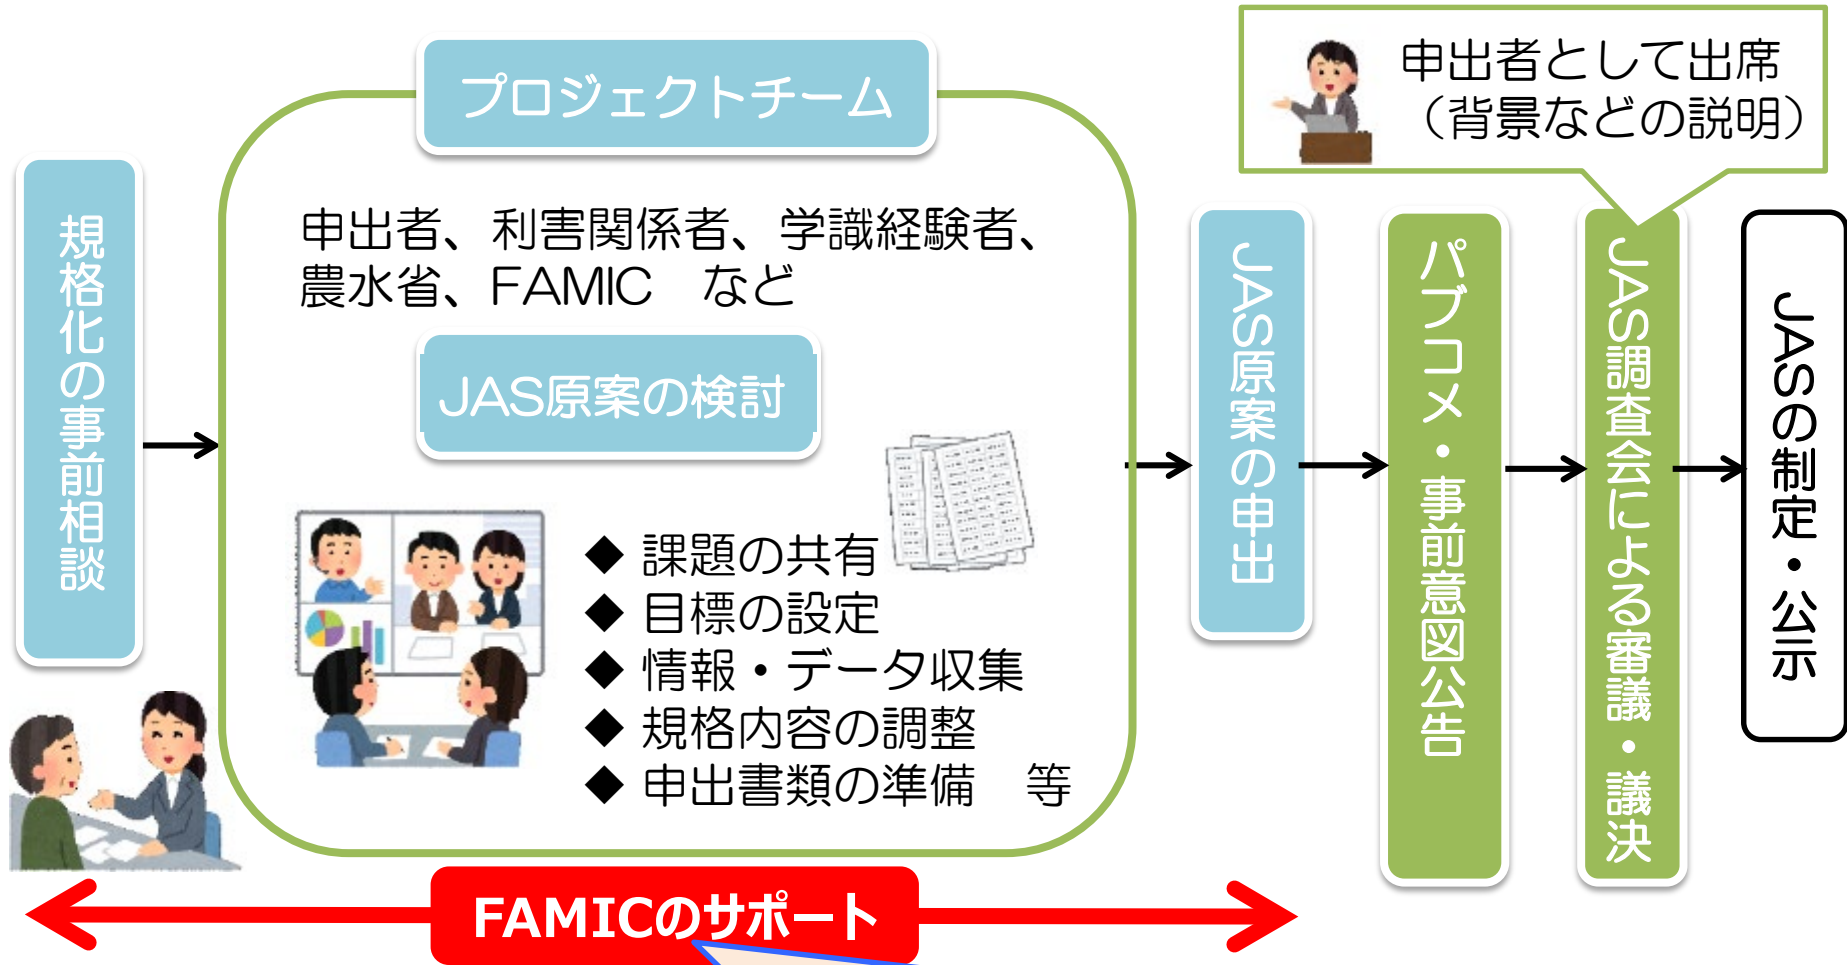 規格化の事前相談
プロジェクトチーム
申出者、利害関係者、学識経験者、
農水省、FAMIC　など
JAS原案の検討
◆ 課題の共有
◆ 目標の設定
◆ 情報・データ収集
◆ 規格内容の調整
◆ 申出書類の準備　等
JAS原案の申出
パブコメ・事前意図公告
申出者として出席
（背景などの説明）
JAS調査会による審議・議決
JASの制定・公示
FAMICのサポート